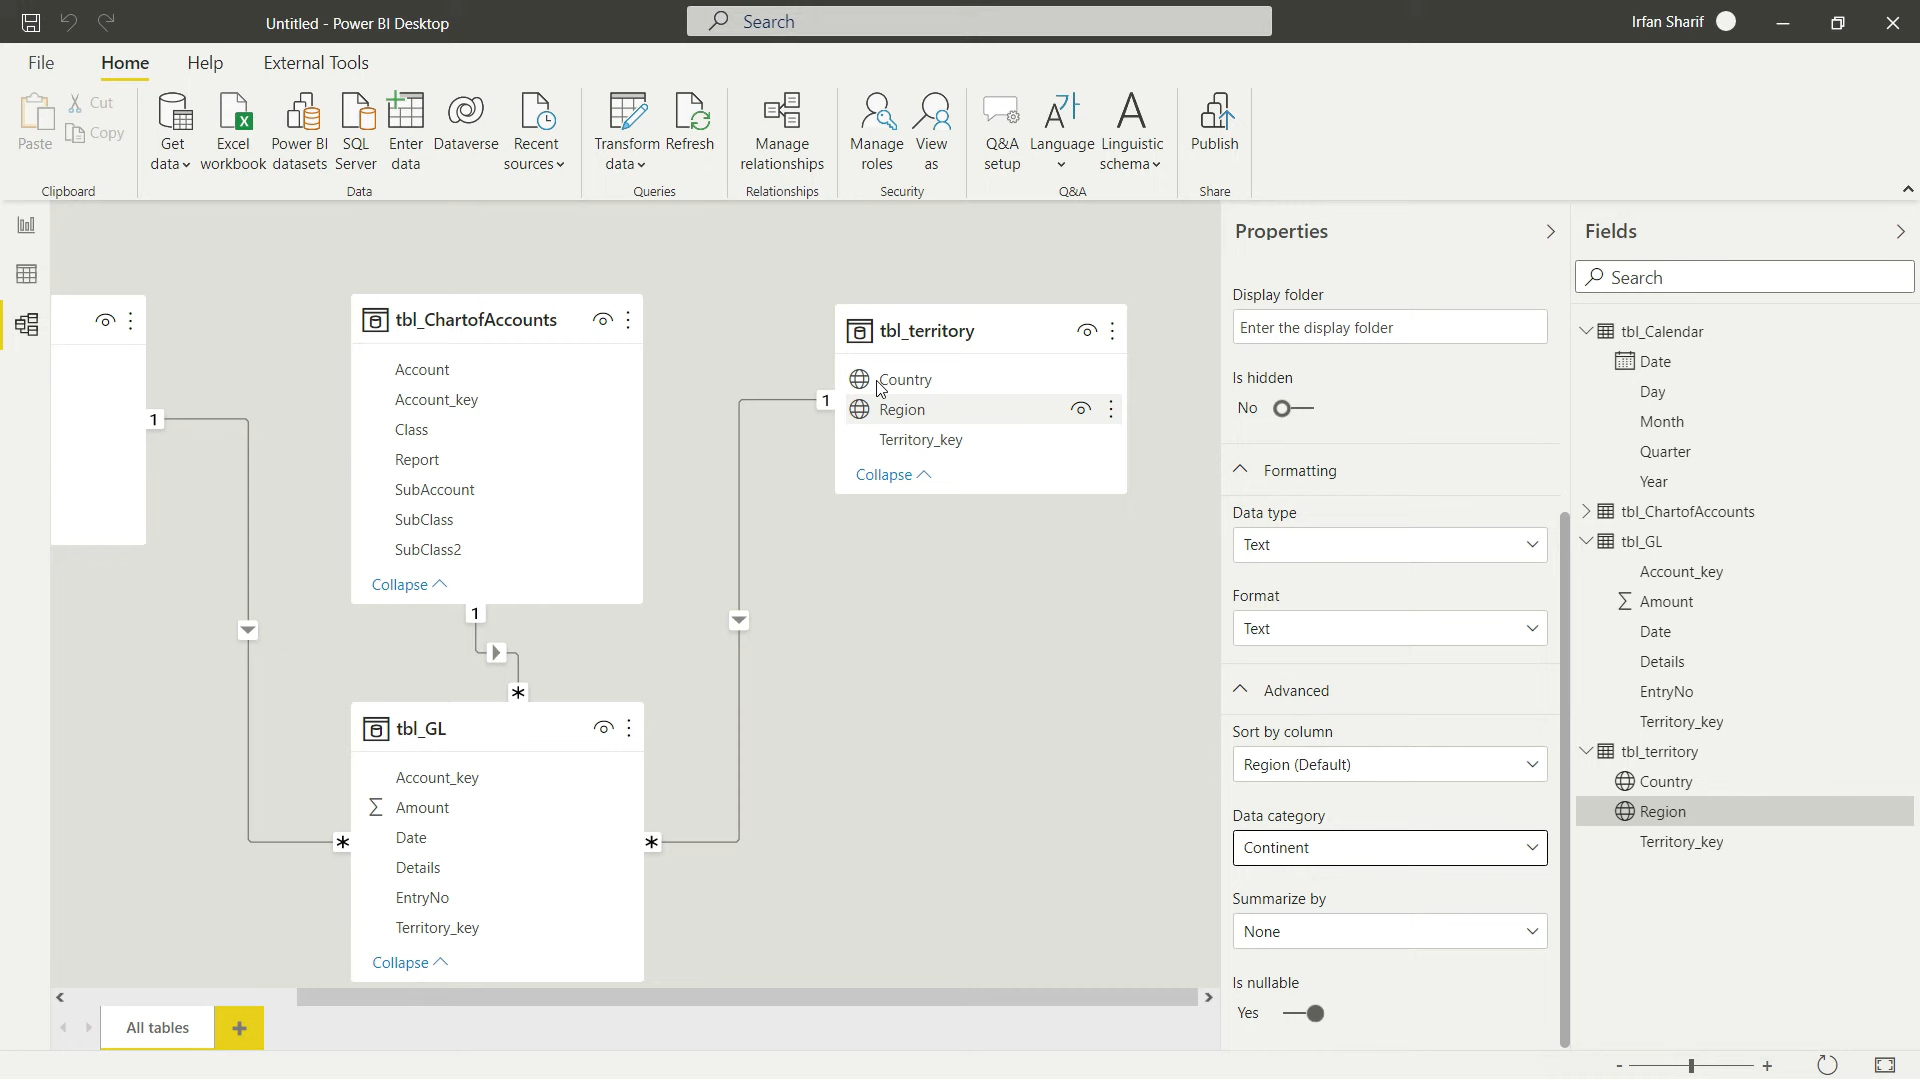 Untitled - Power BI Desktop
Search
Irfan Sharif
File
Home
Help
External Tools
Paste
Cut
Copy
Clipboard
Get data
Excel workbook
Power BI datasets
SQL Server
Enter data
Dataverse
Recent sources
Data
Transform data
Refresh
Queries
Manage relationships
Relationships
Manage roles
View as
Security
Q&A setup
Language
Linguistic schema
Q&A
Publish
Share
tbl_ChartofAccounts
Account
Account_key
Class
Report
SubAccount
SubClass
SubClass2
Collapse
1
1
*
tbl_GL
Account_key
Amount
Date
Details
EntryNo
Territory_key
Collapse
*
*
1
tbl_territory
Country
Region
Territory_key
Collapse
All tables
Properties
Display folder
Enter the display folder
Is hidden
No
Formatting
Data type
Text
Format
Text
Advanced
Sort by column
Region (Default)
Data category
Continent
Summarize by
None
Is nullable
Yes
Fields
Search
tbl_Calendar
Date
Day
Month
Quarter
Year
tbl_ChartofAccounts
tbl_GL
Account_key
Amount
Date
Details
EntryNo
Territory_key
tbl_territory
Country
Region
Territory_key